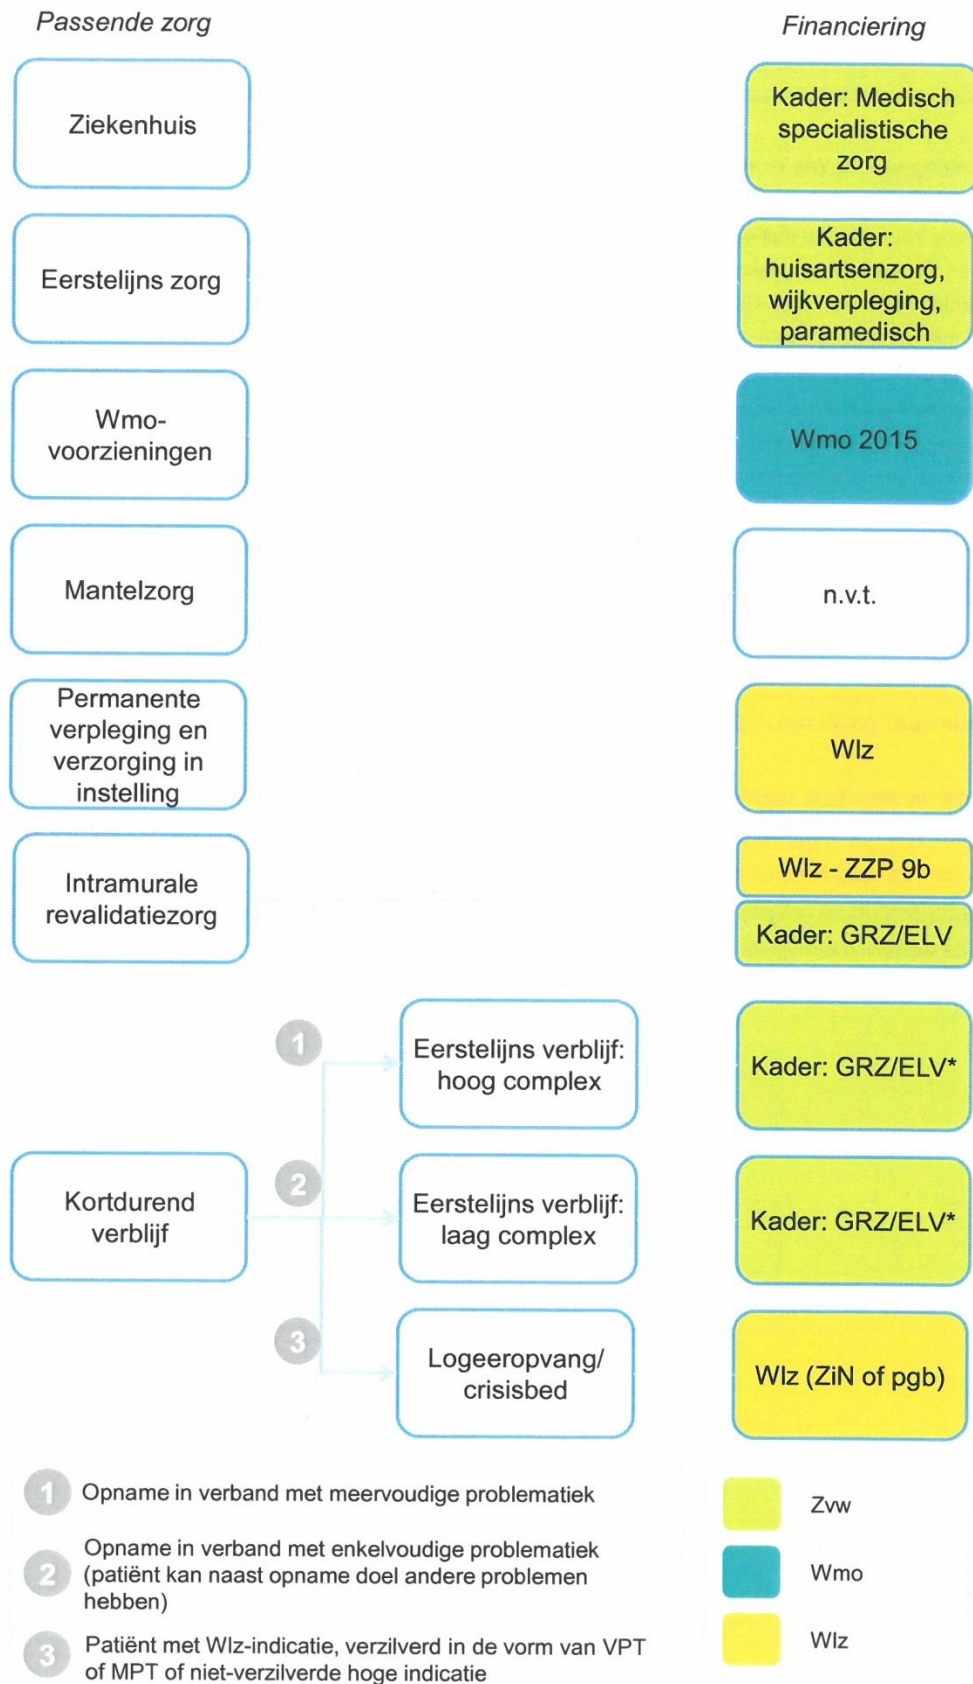 Passende zorg
Financiering
Ziekenhuis
Kader: Medisch
specialistische
zorg
Eerstelijns zorg
Kader:
huisartsenzorg,
wijkverpleging,
paramedisch
Wmo-
voorzieningen
Wmo 2015
Mantelzorg
n.v.t.
Permanente
verpleging en
verzorging in
instelling
Wlz
Intramurale
revalidatiezorg
Wlz - ZZP 9b
Kader: GRZ/ELV
1
Eerstelijns verblijf:
hoog complex
Kader: GRZ/ELV*
Kortdurend
verblijf
2
Eerstelijns verblijf:
laag complex
Kader: GRZ/ELV*
3
Logeeropvang/
crisisbed
Wlz (ZiN of pgb)
1 Opname in verband met meervoudige problematiek
2 Opname in verband met enkelvoudige problematiek
(patiënt kan naast opname doel andere problemen
hebben)
3 Patiënt met Wlz-indicatie, verzilverd in de vorm van VPT
of MPT of niet-verzilverde hoge indicatie
Zvw
Wmo
Wlz